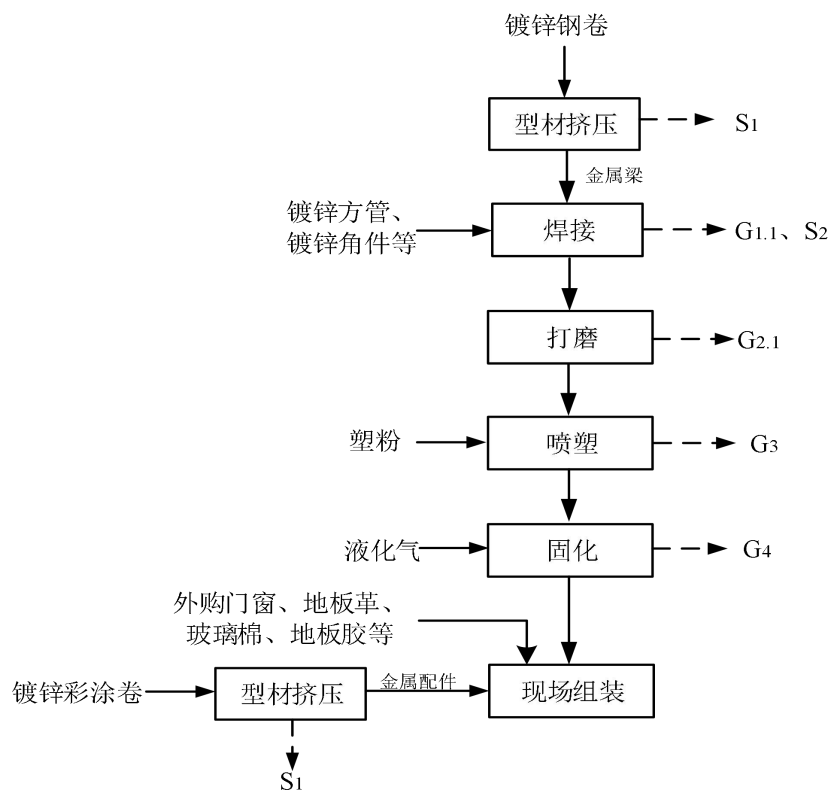 镀锌钢卷
型材挤压
S1
金属梁
镀锌方管、
镀锌角件等
焊接
G1.1、S2
打磨
G2.1
塑粉
喷塑
G3
液化气
固化
G4
外购门窗、地板革、
玻璃棉、地板胶等
镀锌彩涂卷
型材挤压
金属配件
现场组装
S1